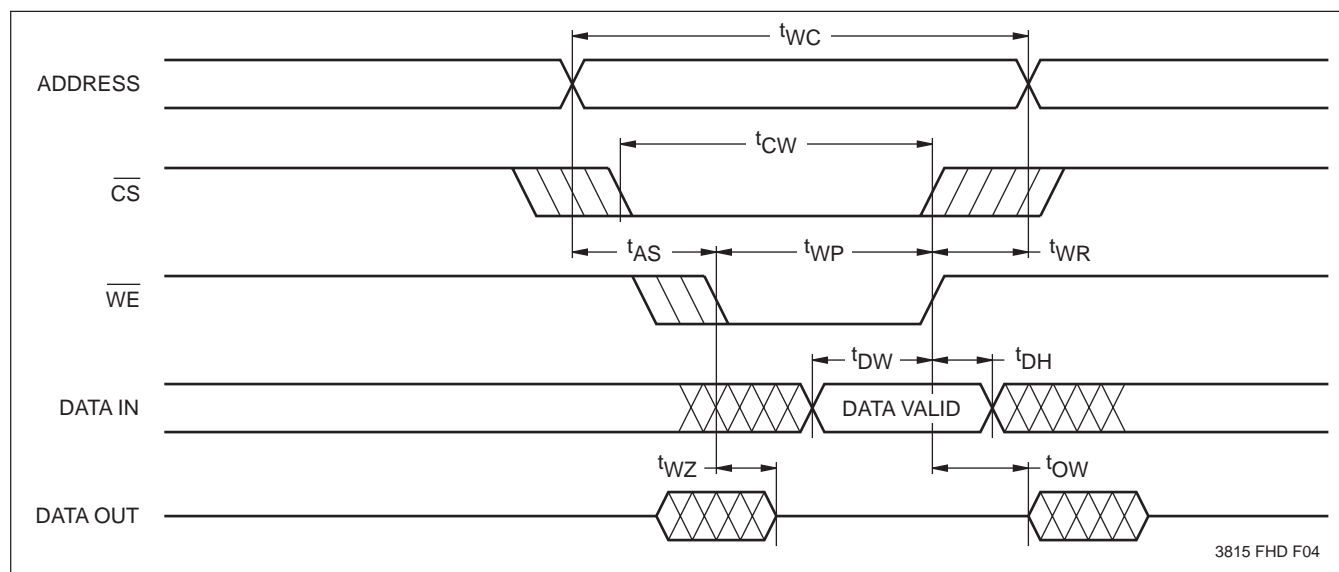 tWC
ADDRESS
tCW
CS
tAS
tWP
tWR
WE
tDW
tDH
DATA IN
DATA VALID
tWZ
tOW
DATA OUT
3815 FHD F04